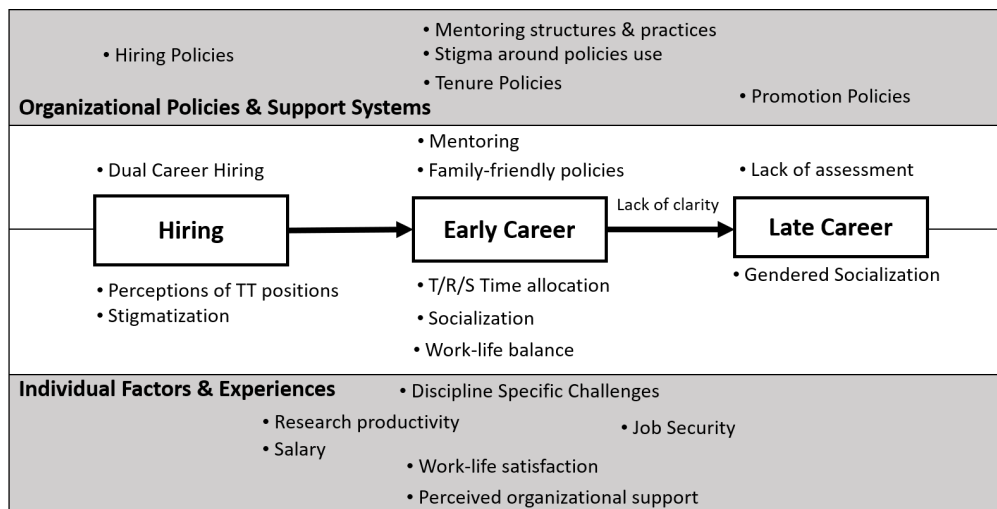 • Mentoring structures & practices
• Hiring Policies
• Stigma around policies use
• Tenure Policies
• Promotion Policies
Organizational Policies & Support Systems
• Mentoring
• Dual Career Hiring
• Family-friendly policies
• Lack of assessment
Hiring
Early Career
Lack of clarity
Late Career
• Perceptions of TT positions
• Stigmatization
• T/R/S Time allocation
• Socialization
• Work-life balance
• Gendered Socialization
Individual Factors & Experiences
• Discipline Specific Challenges
• Research productivity
• Salary
• Job Security
• Work-life satisfaction
• Perceived organizational support